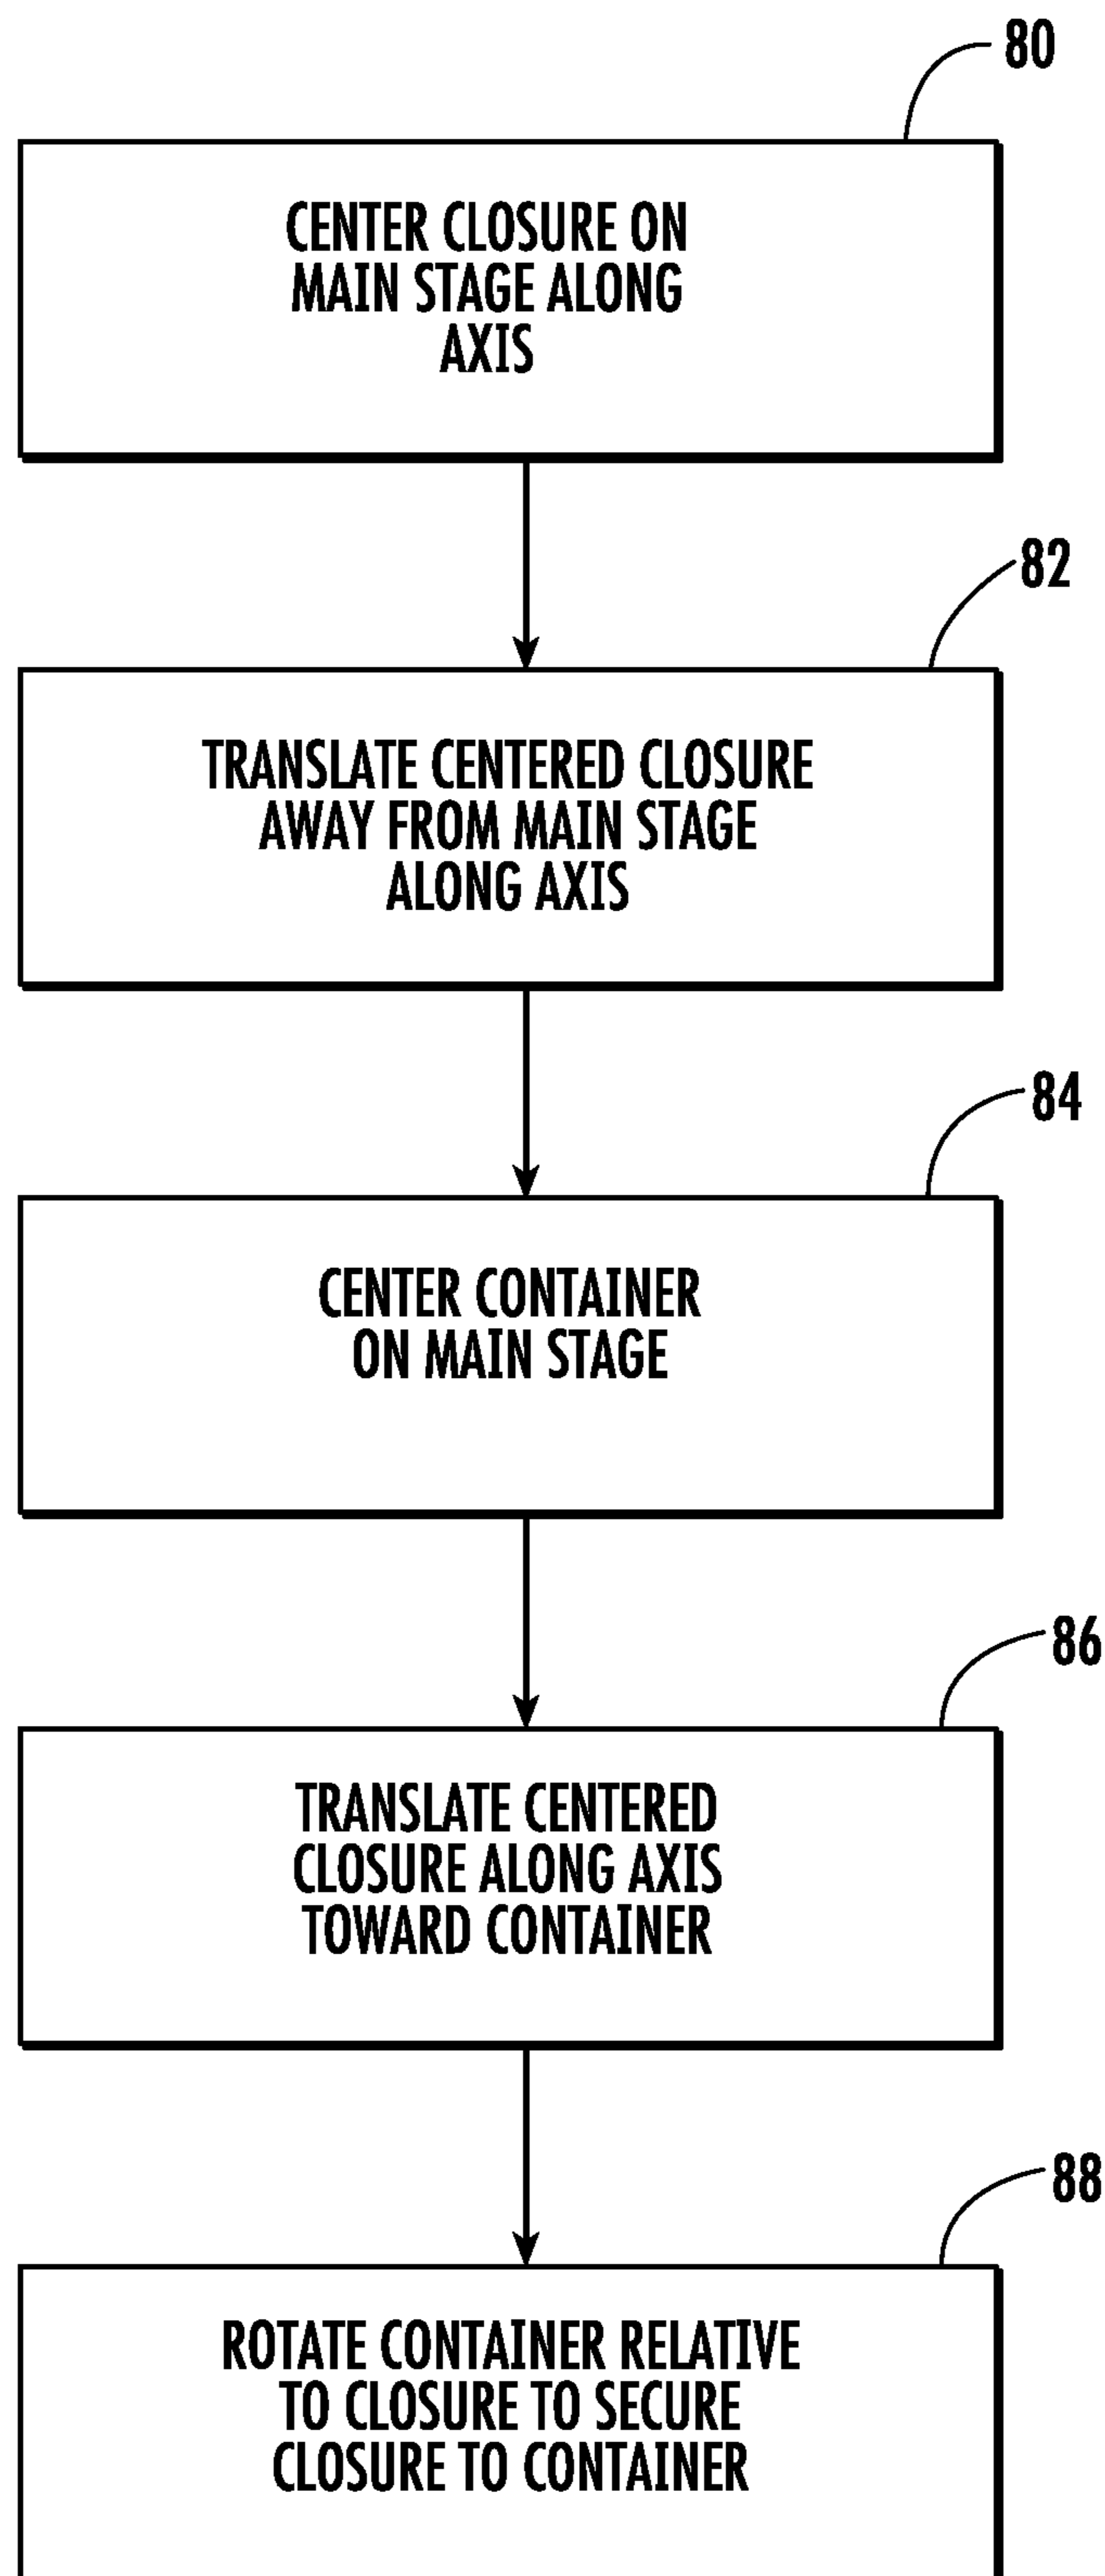 80
CENTER CLOSURE ON
MAIN STAGE ALONG
AXIS
82
TRANSLATE CENTERED CLOSURE
AWAY FROM MAIN STAGE
ALONG AXIS
84
CENTER CONTAINER
ON MAIN STAGE
86
TRANSLATE CENTERED
CLOSURE ALONG AXIS
TOWARD CONTAINER
88
ROTATE CONTAINER RELATIVE
TO CLOSURE TO SECURE
CLOSURE TO CONTAINER